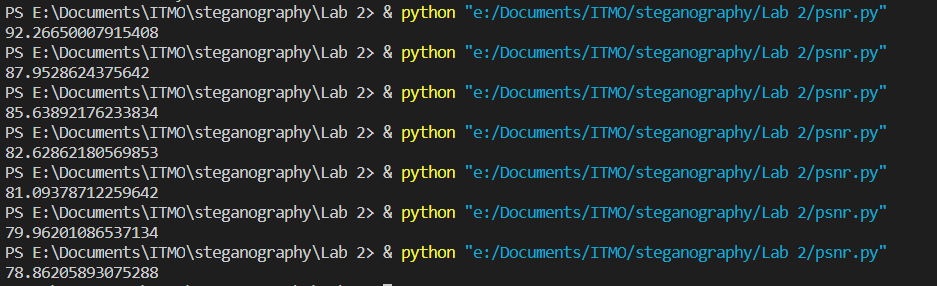 PS E:\Documents\ITMO\steganography\Lab 2> & python "e:/Documents/ITMO/steganography/Lab 2/psnr.py"
92.26650007915408
PS E:\Documents\ITMO\steganography\Lab 2> & python "e:/Documents/ITMO/steganography/Lab 2/psnr.py"
87.9528624375642
PS E:\Documents\ITMO\steganography\Lab 2> & python "e:/Documents/ITMO/steganography/Lab 2/psnr.py"
85.63892176233834
PS E:\Documents\ITMO\steganography\Lab 2> & python "e:/Documents/ITMO/steganography/Lab 2/psnr.py"
82.62862180569853
PS E:\Documents\ITMO\steganography\Lab 2> & python "e:/Documents/ITMO/steganography/Lab 2/psnr.py"
81.09378712259642
PS E:\Documents\ITMO\steganography\Lab 2> & python "e:/Documents/ITMO/steganography/Lab 2/psnr.py"
79.96201086537134
PS E:\Documents\ITMO\steganography\Lab 2> & python "e:/Documents/ITMO/steganography/Lab 2/psnr.py"
78.86205893075288